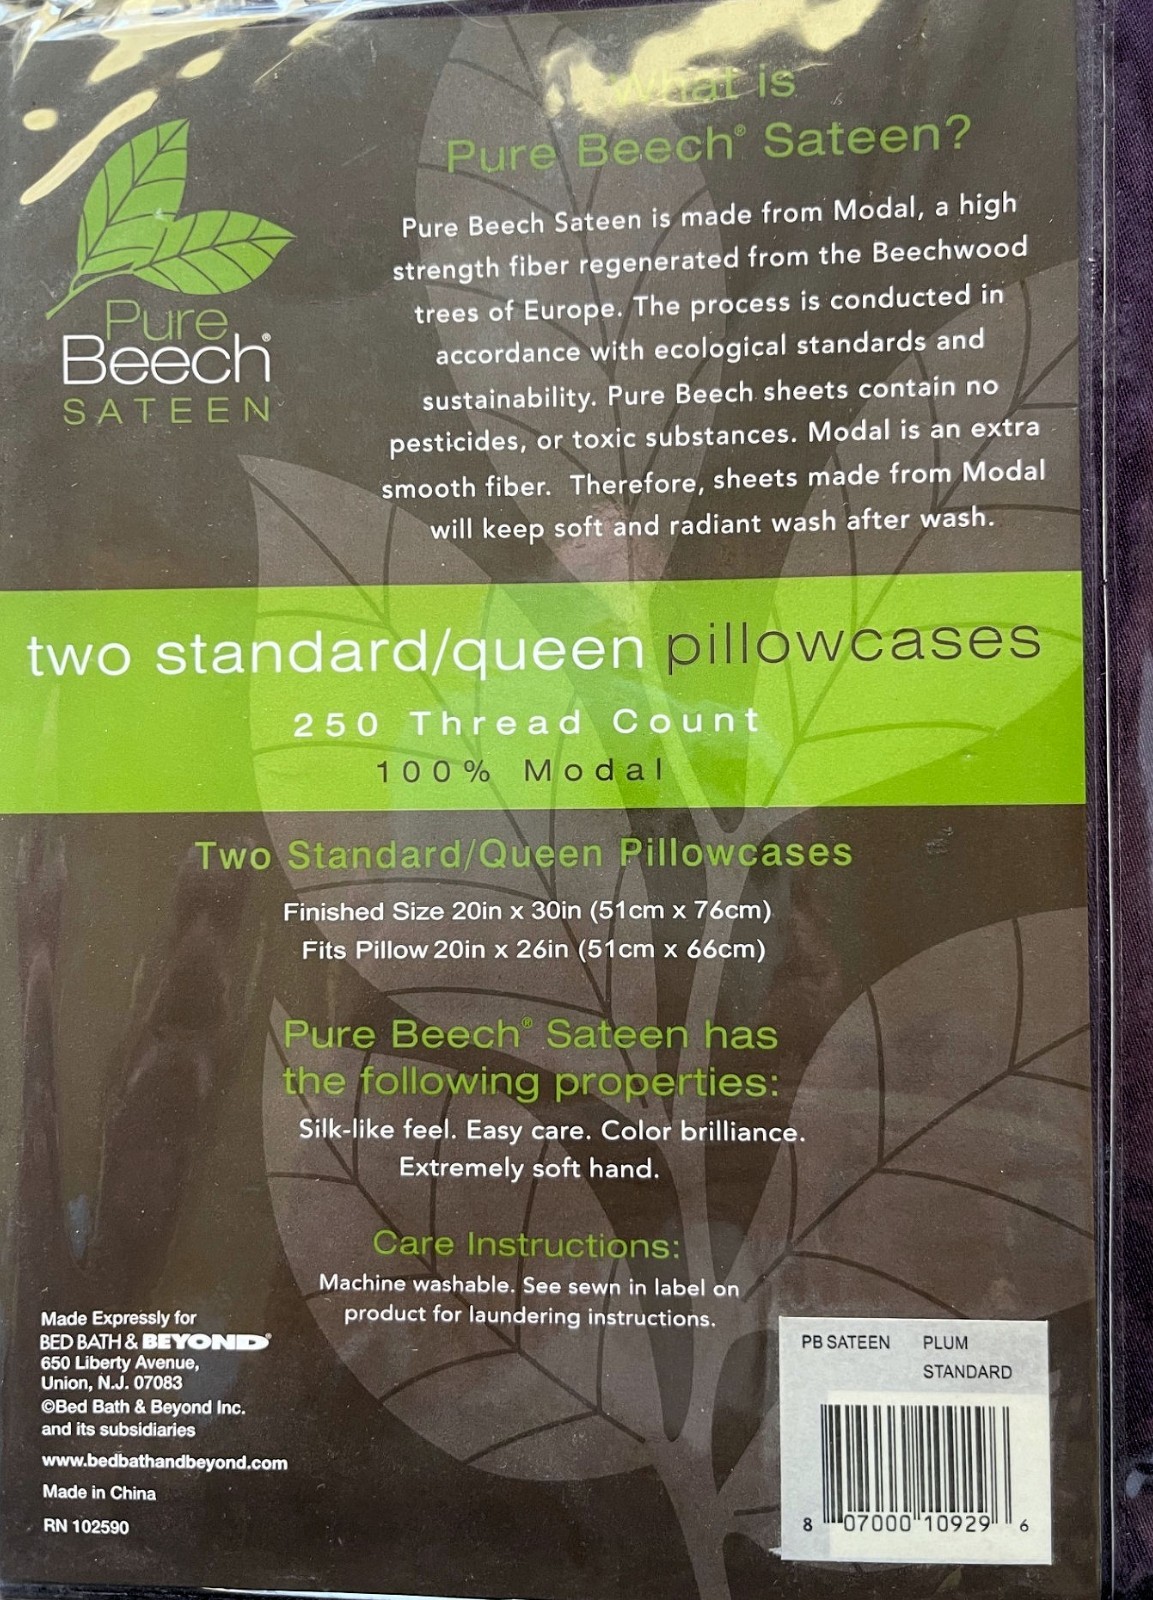 What is
Pure Beech® Sateen?
Pure Beech Sateen is made from Modal, a high
strength fiber regenerated from the Beechwood
trees of Europe. The process is conducted in
accordance with ecological standards and
sustainability. Pure Beech sheets contain no
pesticides, or toxic substances. Modal is an extra
smooth fiber. Therefore, sheets made from Modal
will keep soft and radiant wash after wash.
Pure
Beech®
SATEEN
two standard/queen pillowcases
250 Thread Count
100% Modal
Two Standard/Queen Pillowcases
Finished Size 20in x 30in (51cm x 76cm)
Fits Pillow 20in x 26in (51cm x 66cm)
Pure Beech® Sateen has
the following properties:
Silk-like feel. Easy care. Color brilliance.
Extremely soft hand.
Care Instructions:
Machine washable. See sewn in label on
product for laundering instructions.
Made Expressly for
BED BATH & BEYOND®
650 Liberty Avenue,
Union, N.J. 07083
©Bed Bath & Beyond Inc.
and its subsidiaries
www.bedbathandbeyond.com
Made in China
RN 102590
PB SATEEN PLUM
STANDARD
8 07000 10929 6